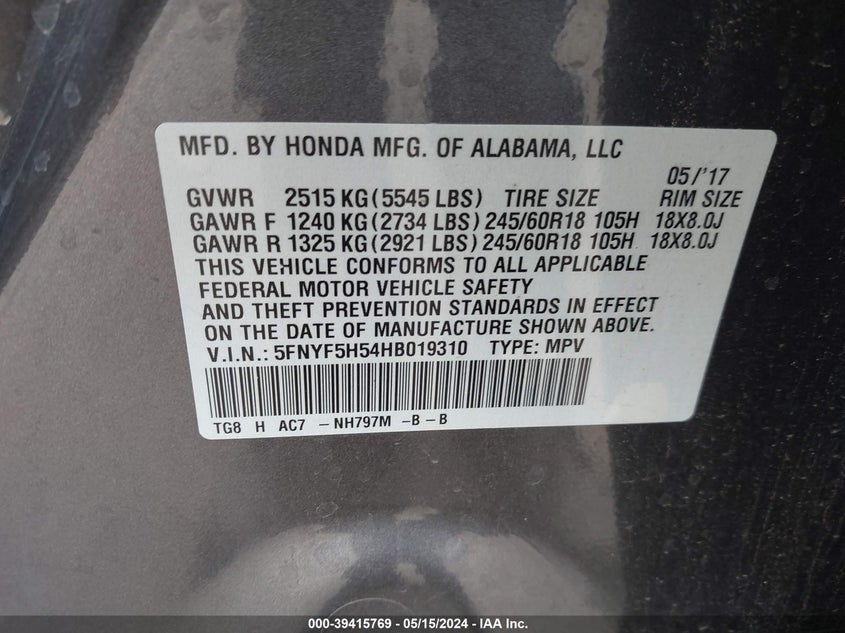 MFD. BY HONDA MFG. OF ALABAMA, LLC
05/'17
GVWR 2515 KG (5545 LBS) TIRE SIZE RIM SIZE
GAWR F 1240 KG (2734 LBS) 245/60R18 105H 18X8.0J
GAWR R 1325 KG (2921 LBS) 245/60R18 105H 18X8.0J
THIS VEHICLE CONFORMS TO ALL APPLICABLE
FEDERAL MOTOR VEHICLE SAFETY
AND THEFT PREVENTION STANDARDS IN EFFECT
ON THE DATE OF MANUFACTURE SHOWN ABOVE.
V.I.N.: 5FNYF5H54HB019310 TYPE: MPV
TG8 H AC7 - NH797M - B - B
000-39415769 - 05/15/2024 - IAA Inc.